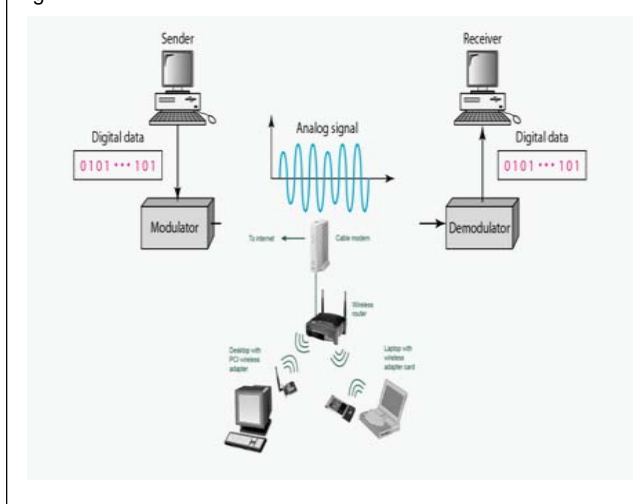 Sender
Receiver
Digital data
Analog signal
Digital data
0101 ••• 101
0101 ••• 101
Modulator
Demodulator
To internet
Cable modem
Wireless
router
Desktop with
PCI wireless
adapter
Laptop with
wireless
adapter card